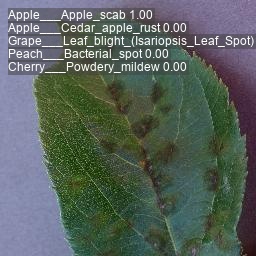 Apple___Apple_scab 1.00
Apple___Cedar_apple_rust 0.00
Grape___Leaf_blight_(Isariopsis_Leaf_Spot)
Peach___Bacterial_spot 0.00
Cherry___Powdery_mildew 0.00